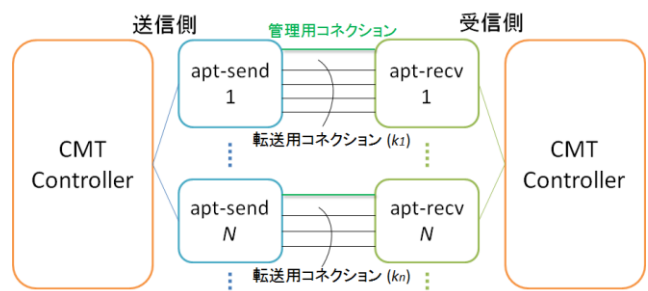 送信側
管理用コネクション
受信側
apt-send
1
apt-recv
1
CMT
Controller
転送用コネクション (k1)
CMT
Controller
apt-send
N
apt-recv
N
転送用コネクション (kn)